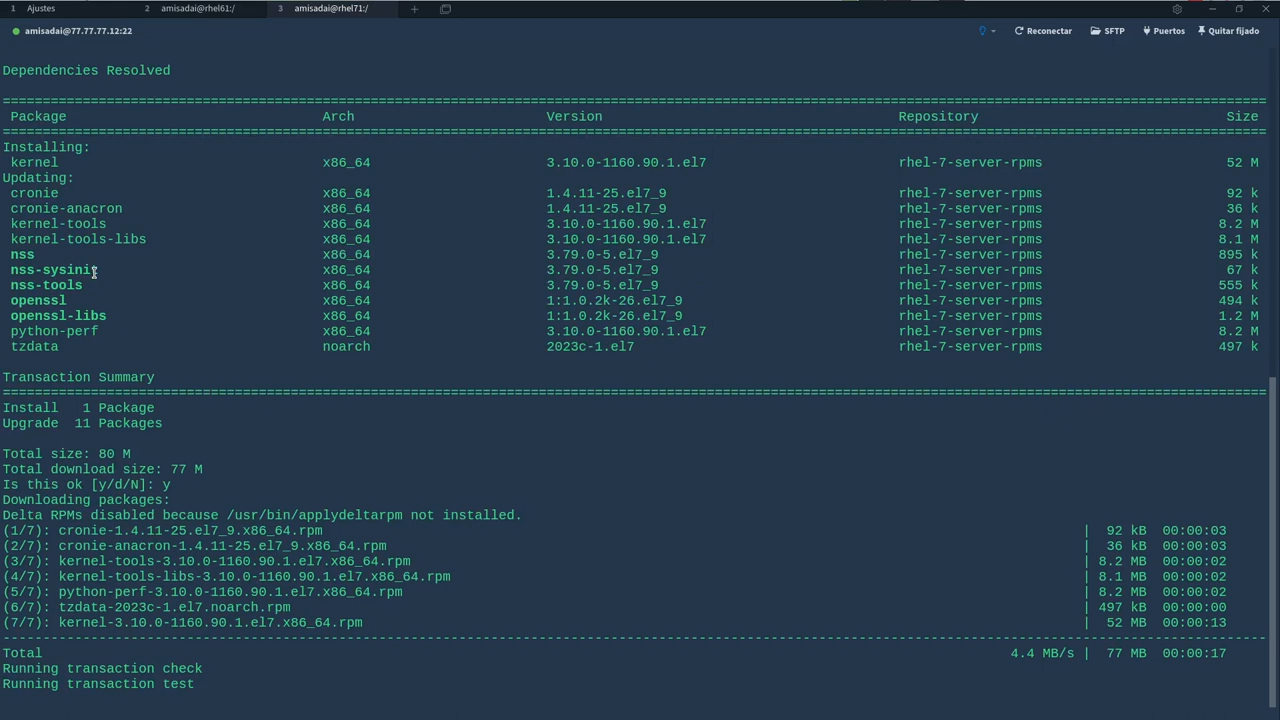 1 Ajustes 2 amisadai@rhel61:/ 3 amisadai@rhel71:/
amisadai@77.77.77.12:22 Reconectar SFTP Puertos Quitar fijado
Dependencies Resolved
================================================================================
Package Arch Version Repository Size
================================================================================
Installing:
kernel x86_64 3.10.0-1160.90.1.el7 rhel-7-server-rpms 52 M
Updating:
cronie x86_64 1.4.11-25.el7_9 rhel-7-server-rpms 92 k
cronie-anacron x86_64 1.4.11-25.el7_9 rhel-7-server-rpms 36 k
kernel-tools x86_64 3.10.0-1160.90.1.el7 rhel-7-server-rpms 8.2 M
kernel-tools-libs x86_64 3.10.0-1160.90.1.el7 rhel-7-server-rpms 8.1 M
nss x86_64 3.79.0-5.el7_9 rhel-7-server-rpms 895 k
nss-sysinit x86_64 3.79.0-5.el7_9 rhel-7-server-rpms 67 k
nss-tools x86_64 3.79.0-5.el7_9 rhel-7-server-rpms 555 k
openssl x86_64 1:1.0.2k-26.el7_9 rhel-7-server-rpms 494 k
openssl-libs x86_64 1:1.0.2k-26.el7_9 rhel-7-server-rpms 1.2 M
python-perf x86_64 3.10.0-1160.90.1.el7 rhel-7-server-rpms 8.2 M
tzdata noarch 2023c-1.el7 rhel-7-server-rpms 497 k
Transaction Summary
================================================================================
Install 1 Package
Upgrade 11 Packages
Total size: 80 M
Total download size: 77 M
Is this ok [y/d/N]: y
Downloading packages:
Delta RPMs disabled because /usr/bin/applydeltarpm not installed.
(1/7): cronie-1.4.11-25.el7_9.x86_64.rpm | 92 kB 00:00:03
(2/7): cronie-anacron-1.4.11-25.el7_9.x86_64.rpm | 36 kB 00:00:03
(3/7): kernel-tools-3.10.0-1160.90.1.el7.x86_64.rpm | 8.2 MB 00:00:02
(4/7): kernel-tools-libs-3.10.0-1160.90.1.el7.x86_64.rpm | 8.1 MB 00:00:02
(5/7): python-perf-3.10.0-1160.90.1.el7.x86_64.rpm | 8.2 MB 00:00:02
(6/7): tzdata-2023c-1.el7.noarch.rpm | 497 kB 00:00:00
(7/7): kernel-3.10.0-1160.90.1.el7.x86_64.rpm | 52 MB 00:00:13
--------------------------------------------------------------------------------
Total 4.4 MB/s | 77 MB 00:00:17
Running transaction check
Running transaction test